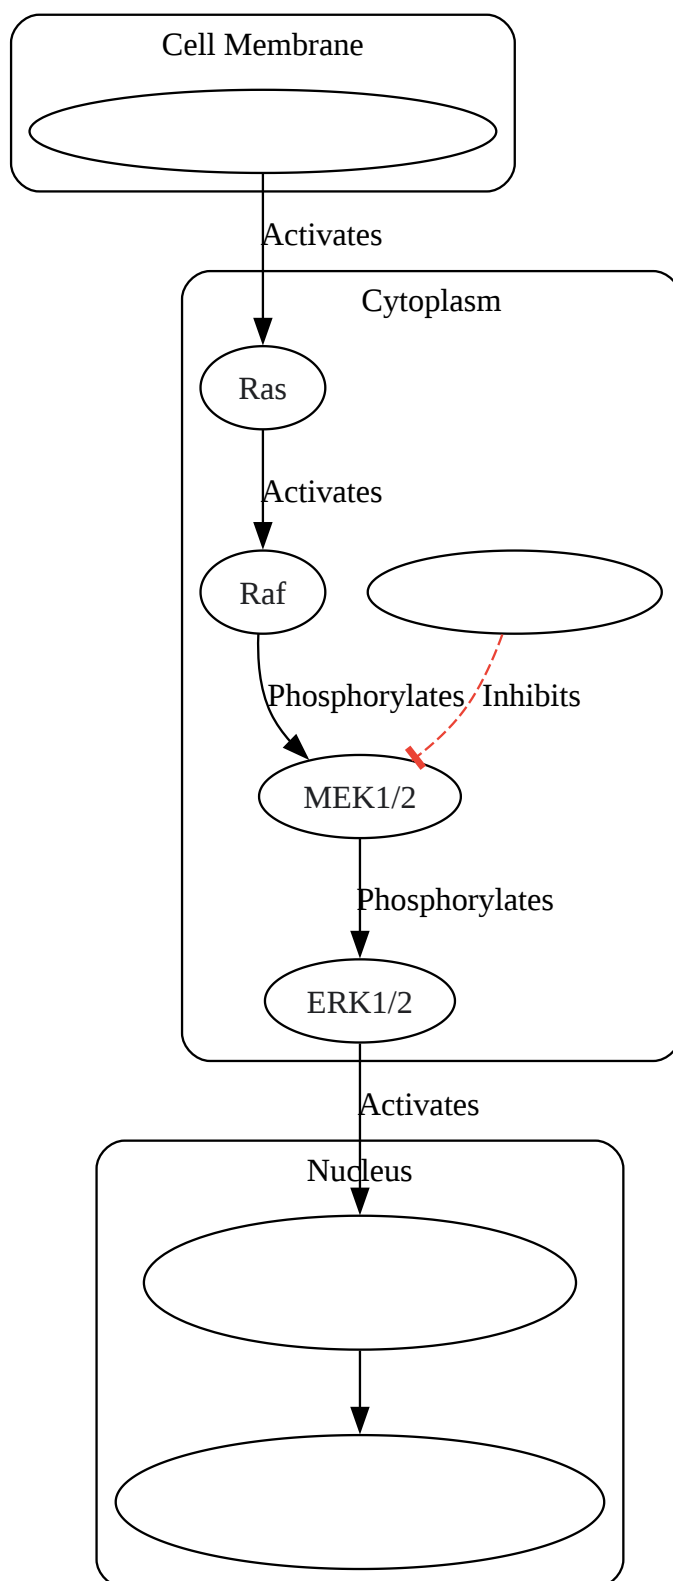 Cell Membrane
Activates
Cytoplasm
Ras
Activates
Raf
Phosphorylates
Inhibits
MEK1/2
Phosphorylates
ERK1/2
Activates
Nucleus